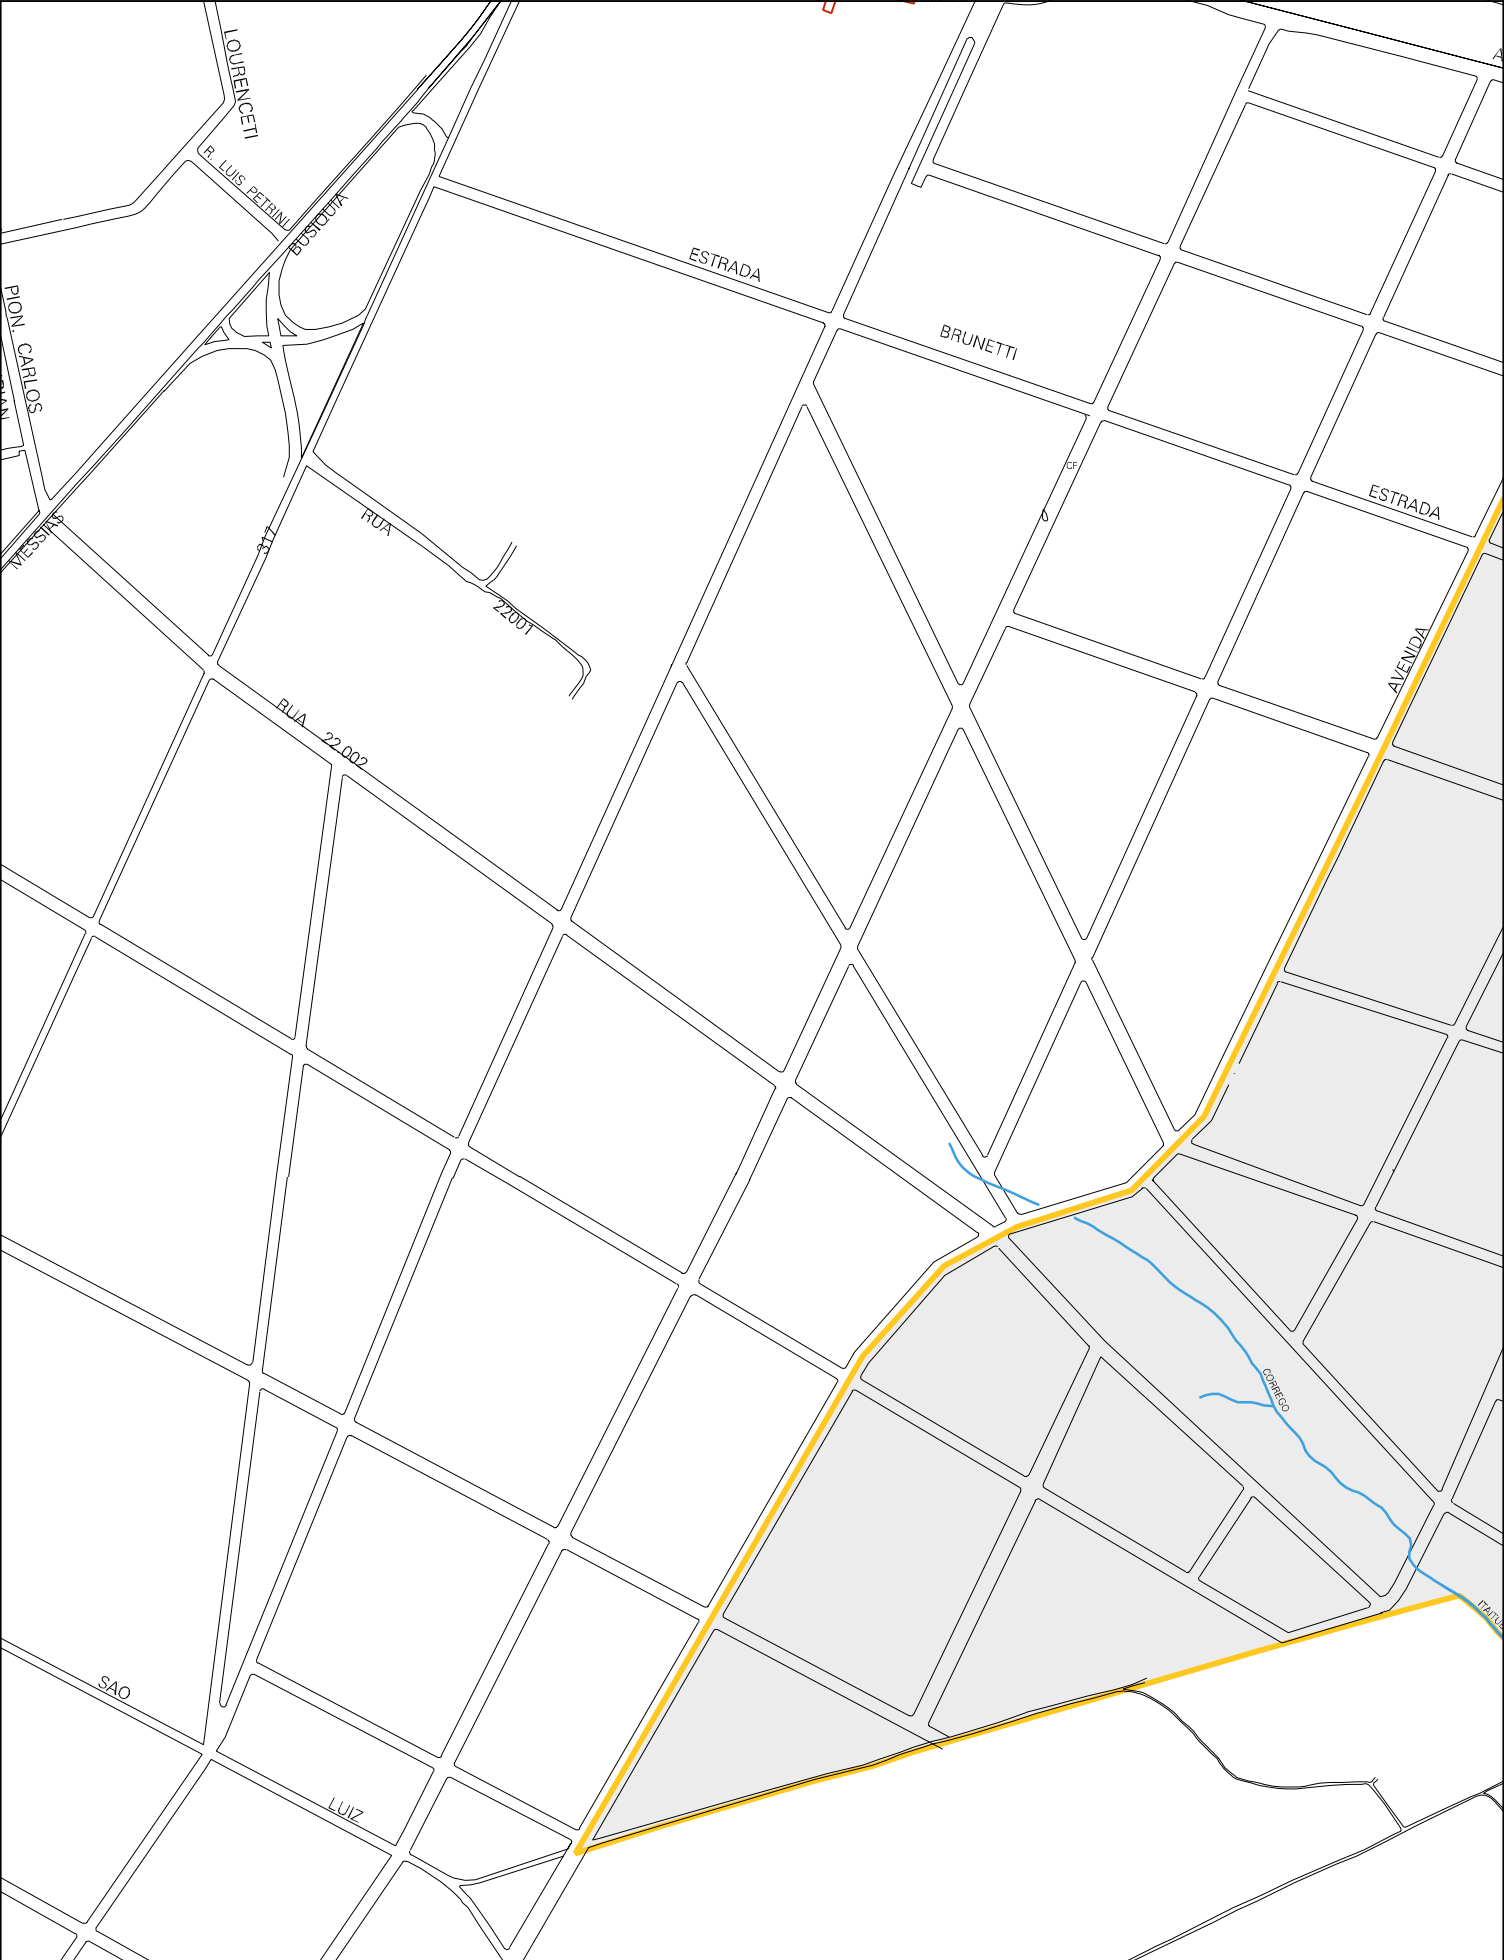 LOURENCETI
R. LUIS PETRINI
BUSIQUIA
ESTRADA
PION. CARLOS
BRUNETTI
CF
ESTRADA
RUA
317
MESSIAS
22001
AVENIDA
RUA 22.002
CORREGO
SAO
LUIZ